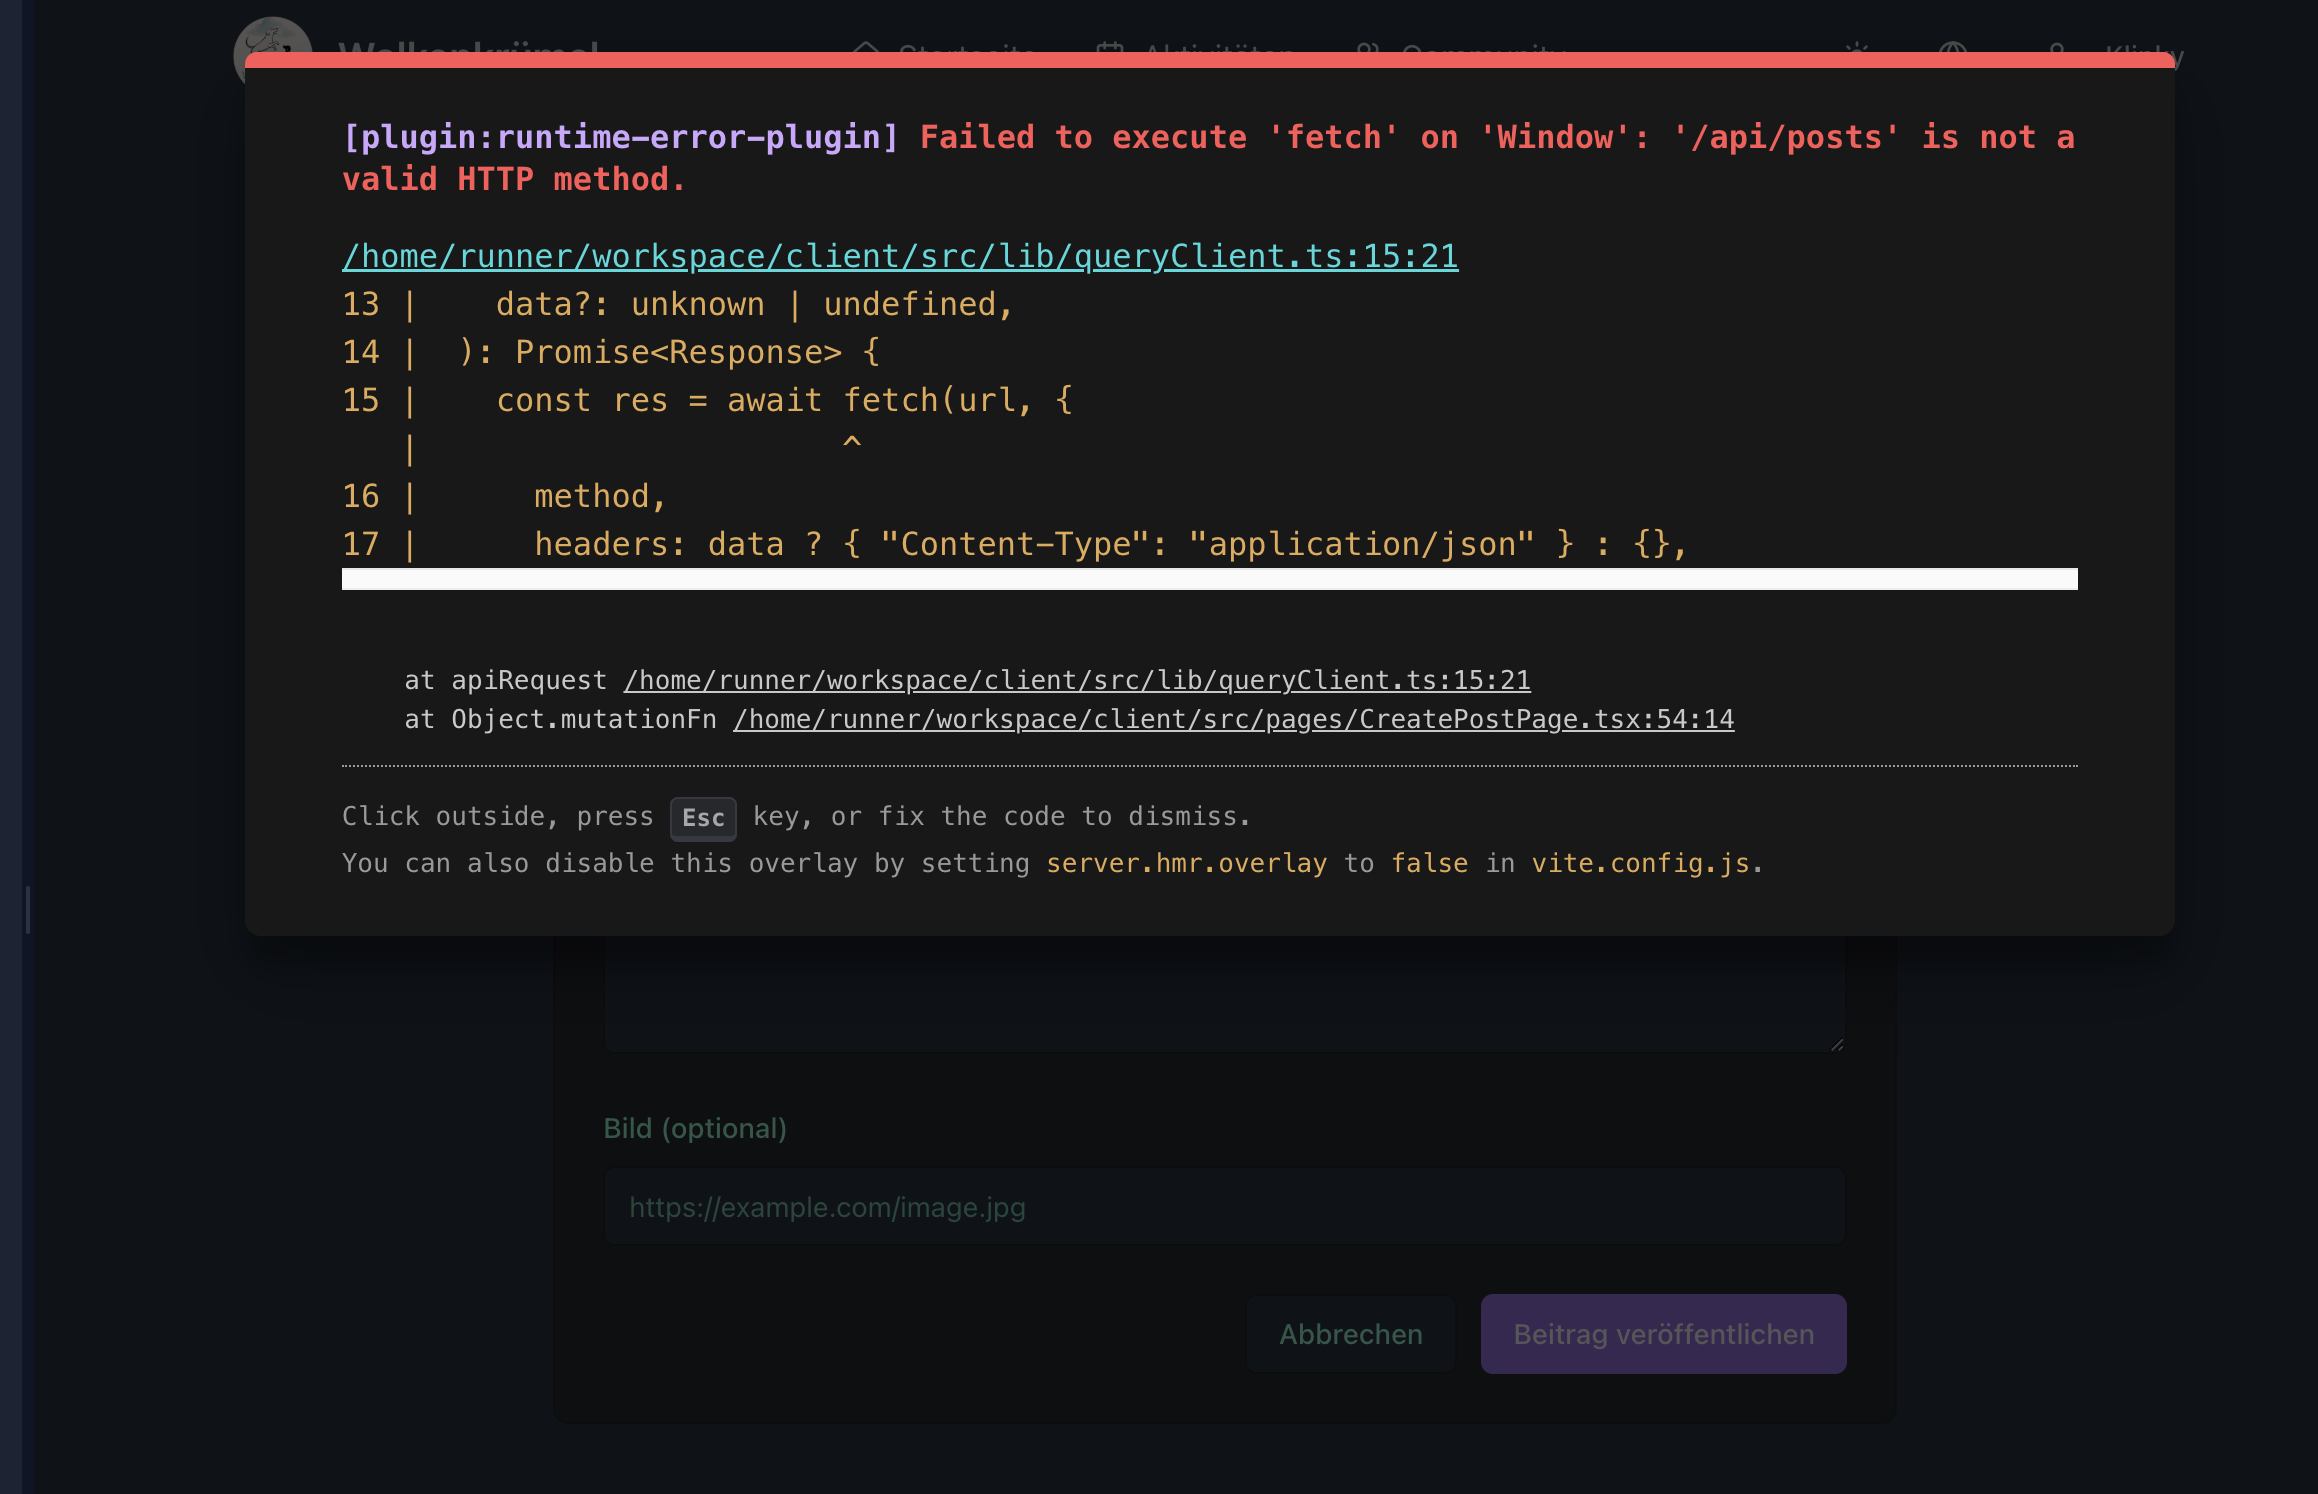 [plugin:runtime-error-plugin] Failed to execute 'fetch' on 'Window': '/api/posts' is not a
valid HTTP method.
/home/runner/workspace/client/src/lib/queryClient.ts:15:21
13 |    data?: unknown | undefined,
14 |  ): Promise<Response> {
15 |    const res = await fetch(url, {
   |                      ^
16 |      method,
17 |      headers: data ? { "Content-Type": "application/json" } : {},
at apiRequest /home/runner/workspace/client/src/lib/queryClient.ts:15:21
at Object.mutationFn /home/runner/workspace/client/src/pages/CreatePostPage.tsx:54:14
Click outside, press Esc key, or fix the code to dismiss.
You can also disable this overlay by setting server.hmr.overlay to false in vite.config.js.
Bild (optional)
https://example.com/image.jpg
Abbrechen Beitrag veröffentlichen